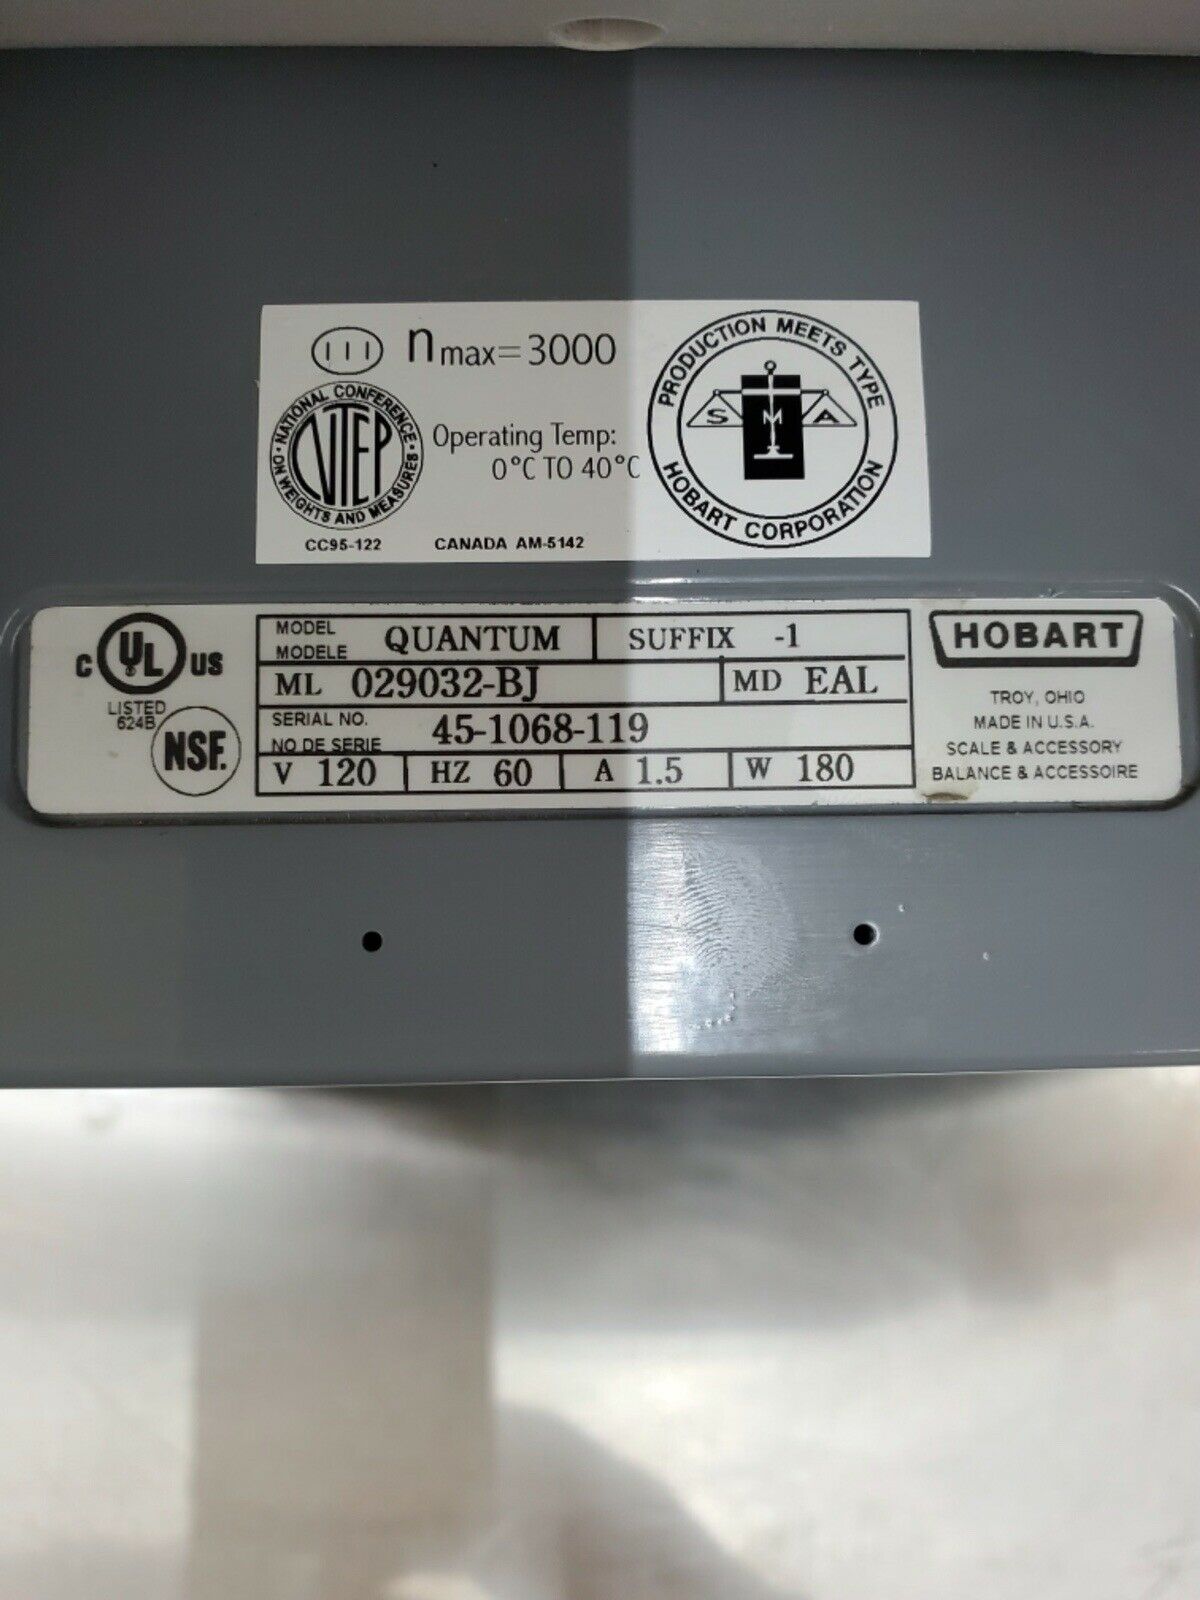 III n max=3000
NATIONAL CONFERENCE
ON WEIGHTS AND MEASURES
NTEP
Operating Temp:
0°C TO 40°C
CC95-122 CANADA AM-5142
PRODUCTION MEETS TYPE
S M A
HOBART CORPORATION
C UL US
LISTED
624B
NSF.
MODEL
MODELE QUANTUM SUFFIX -1
ML 029032-BJ MD EAL
SERIAL NO.
NO DE SERIE 45-1068-119
V 120 HZ 60 A 1.5 W 180
HOBART
TROY, OHIO
MADE IN U.S.A.
SCALE & ACCESSORY
BALANCE & ACCESSOIRE